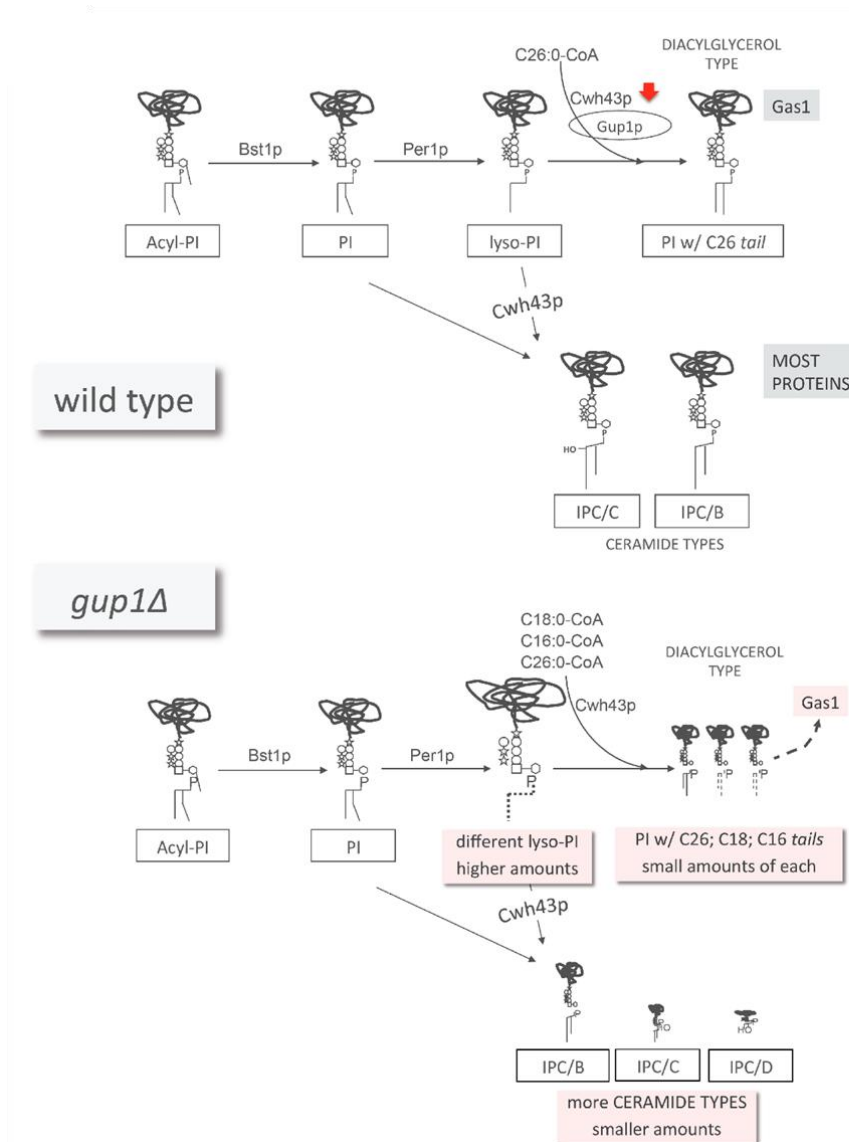 C26:0-CoA
DIACYLGLYCEROL
TYPE
Cwh43p
Gup1p
Gas1
Bst1p
Per1p
P
P
P
P
Acyl-PI
PI
lyso-PI
PI w/ C26 tail
Cwh43p
wild type
MOST
PROTEINS
P
P
HO
IPC/C
IPC/B
CERAMIDE TYPES
gup1Δ
C18:0-CoA
C16:0-CoA
C26:0-CoA
DIACYLGLYCEROL
TYPE
Cwh43p
Gas1
Bst1p
Per1p
P
P
P
P
P
P
Acyl-PI
PI
different lyso-PI
higher amounts
PI w/ C26; C18; C16 tails
small amounts of each
Cwh43p
P
HO
IPC/B
IPC/C
IPC/D
more CERAMIDE TYPES
smaller amounts